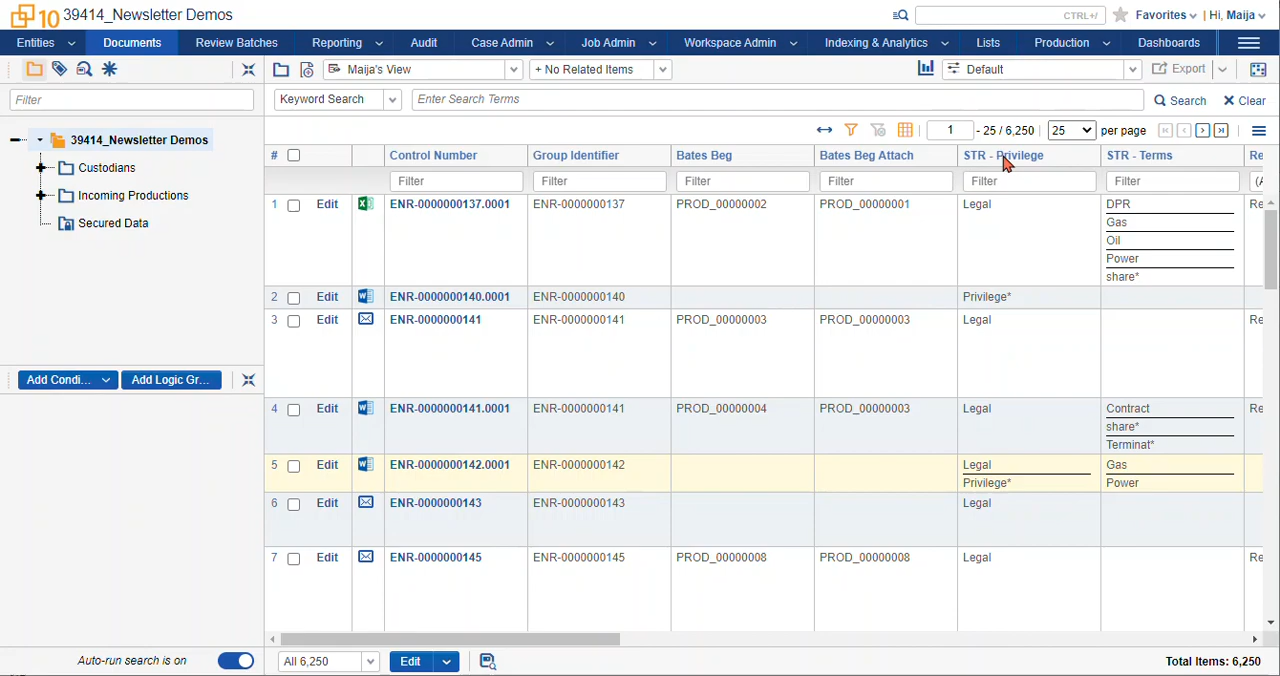 10 39414_Newsletter Demos
CTRL+/
Favorites | Hi, Maija
Entities Documents Review Batches Reporting Audit Case Admin Job Admin Workspace Admin Indexing & Analytics Lists Production Dashboards
Maija's View + No Related Items Default Export
Filter Keyword Search Enter Search Terms Search Clear
1 - 25 / 6,250 25 per page
39414_Newsletter Demos
Custodians
Incoming Productions
Secured Data
Add Condi... Add Logic Gr...
# Control Number Group Identifier Bates Beg Bates Beg Attach STR - Privilege STR - Terms Re
Filter Filter Filter Filter Filter Filter (A
1 Edit ENR-0000000137.0001 ENR-0000000137 PROD_00000002 PROD_00000001 Legal DPR Re
Gas
Oil
Power
share*
2 Edit ENR-0000000140.0001 ENR-0000000140 Privilege*
3 Edit ENR-0000000141 ENR-0000000141 PROD_00000003 PROD_00000003 Legal Re
4 Edit ENR-0000000141.0001 ENR-0000000141 PROD_00000004 PROD_00000003 Legal Contract Re
share*
Terminat*
5 Edit ENR-0000000142.0001 ENR-0000000142 Legal Gas
Privilege* Power
6 Edit ENR-0000000143 ENR-0000000143 Legal
7 Edit ENR-0000000145 ENR-0000000145 PROD_00000008 PROD_00000008 Legal Re
Auto-run search is on All 6,250 Edit Total Items: 6,250